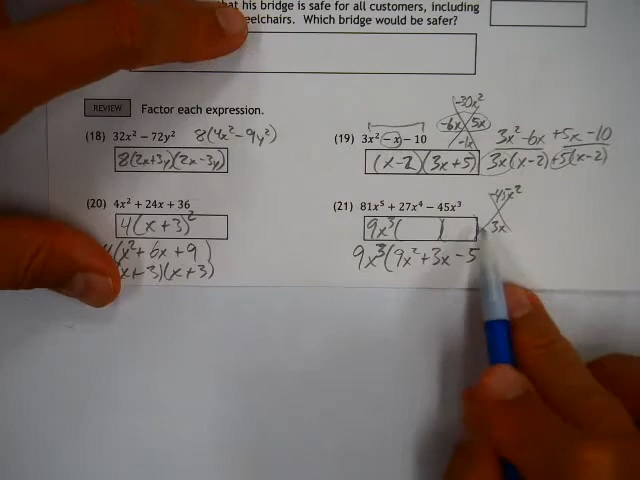 that his bridge is safe for all customers, including
eelchairs. Which bridge would be safer?
REVIEW Factor each expression.
(18) 32x² − 72y² 8(4x²−9y²)
8(2x+3y)(2x−3y)
(19) 3x² −x − 10
(x−2)(3x+5)
−30x²
−6x 5x
−1x
3x²−6x +5x −10
3x(x−2)+5(x−2)
(20) 4x² + 24x + 36
4(x+3)²
4(x²+6x+9)
(x+3)(x+3)
(21) 81x⁵ + 27x⁴ − 45x³
9x³( )(
9x³(9x²+3x−5
−45x²
3x